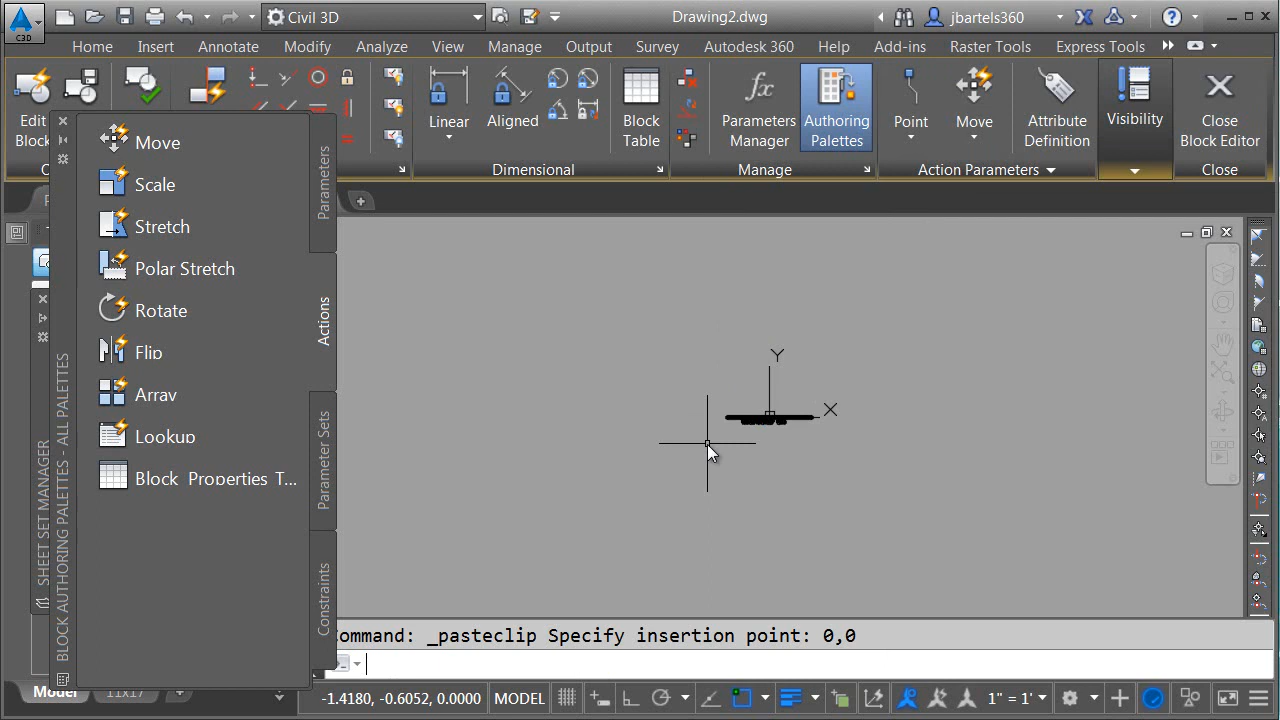 C3D
Civil 3D
Drawing2.dwg
jbartels360
Home Insert Annotate Modify Analyze View Manage Output Survey Autodesk 360 Help Add-ins Raster Tools Express Tools
Edit
Block
Linear
Aligned
Block
Table
fx
Parameters
Manager
Authoring
Palettes
Point
Move
Attribute
Definition
Visibility
Close
Block Editor
Dimensional
Manage
Action Parameters
Close
Move
Scale
Stretch
Polar Stretch
Rotate
Flip
Array
Lookup
Block Properties T...
Parameters
Actions
Parameter Sets
Constraints
SHEET SET MANAGER
BLOCK AUTHORING PALETTES - ALL PALETTES
Y
X
Command: _pasteclip Specify insertion point: 0,0
Model
11x17
-1.4180, -0.6052, 0.0000
MODEL
1" = 1'